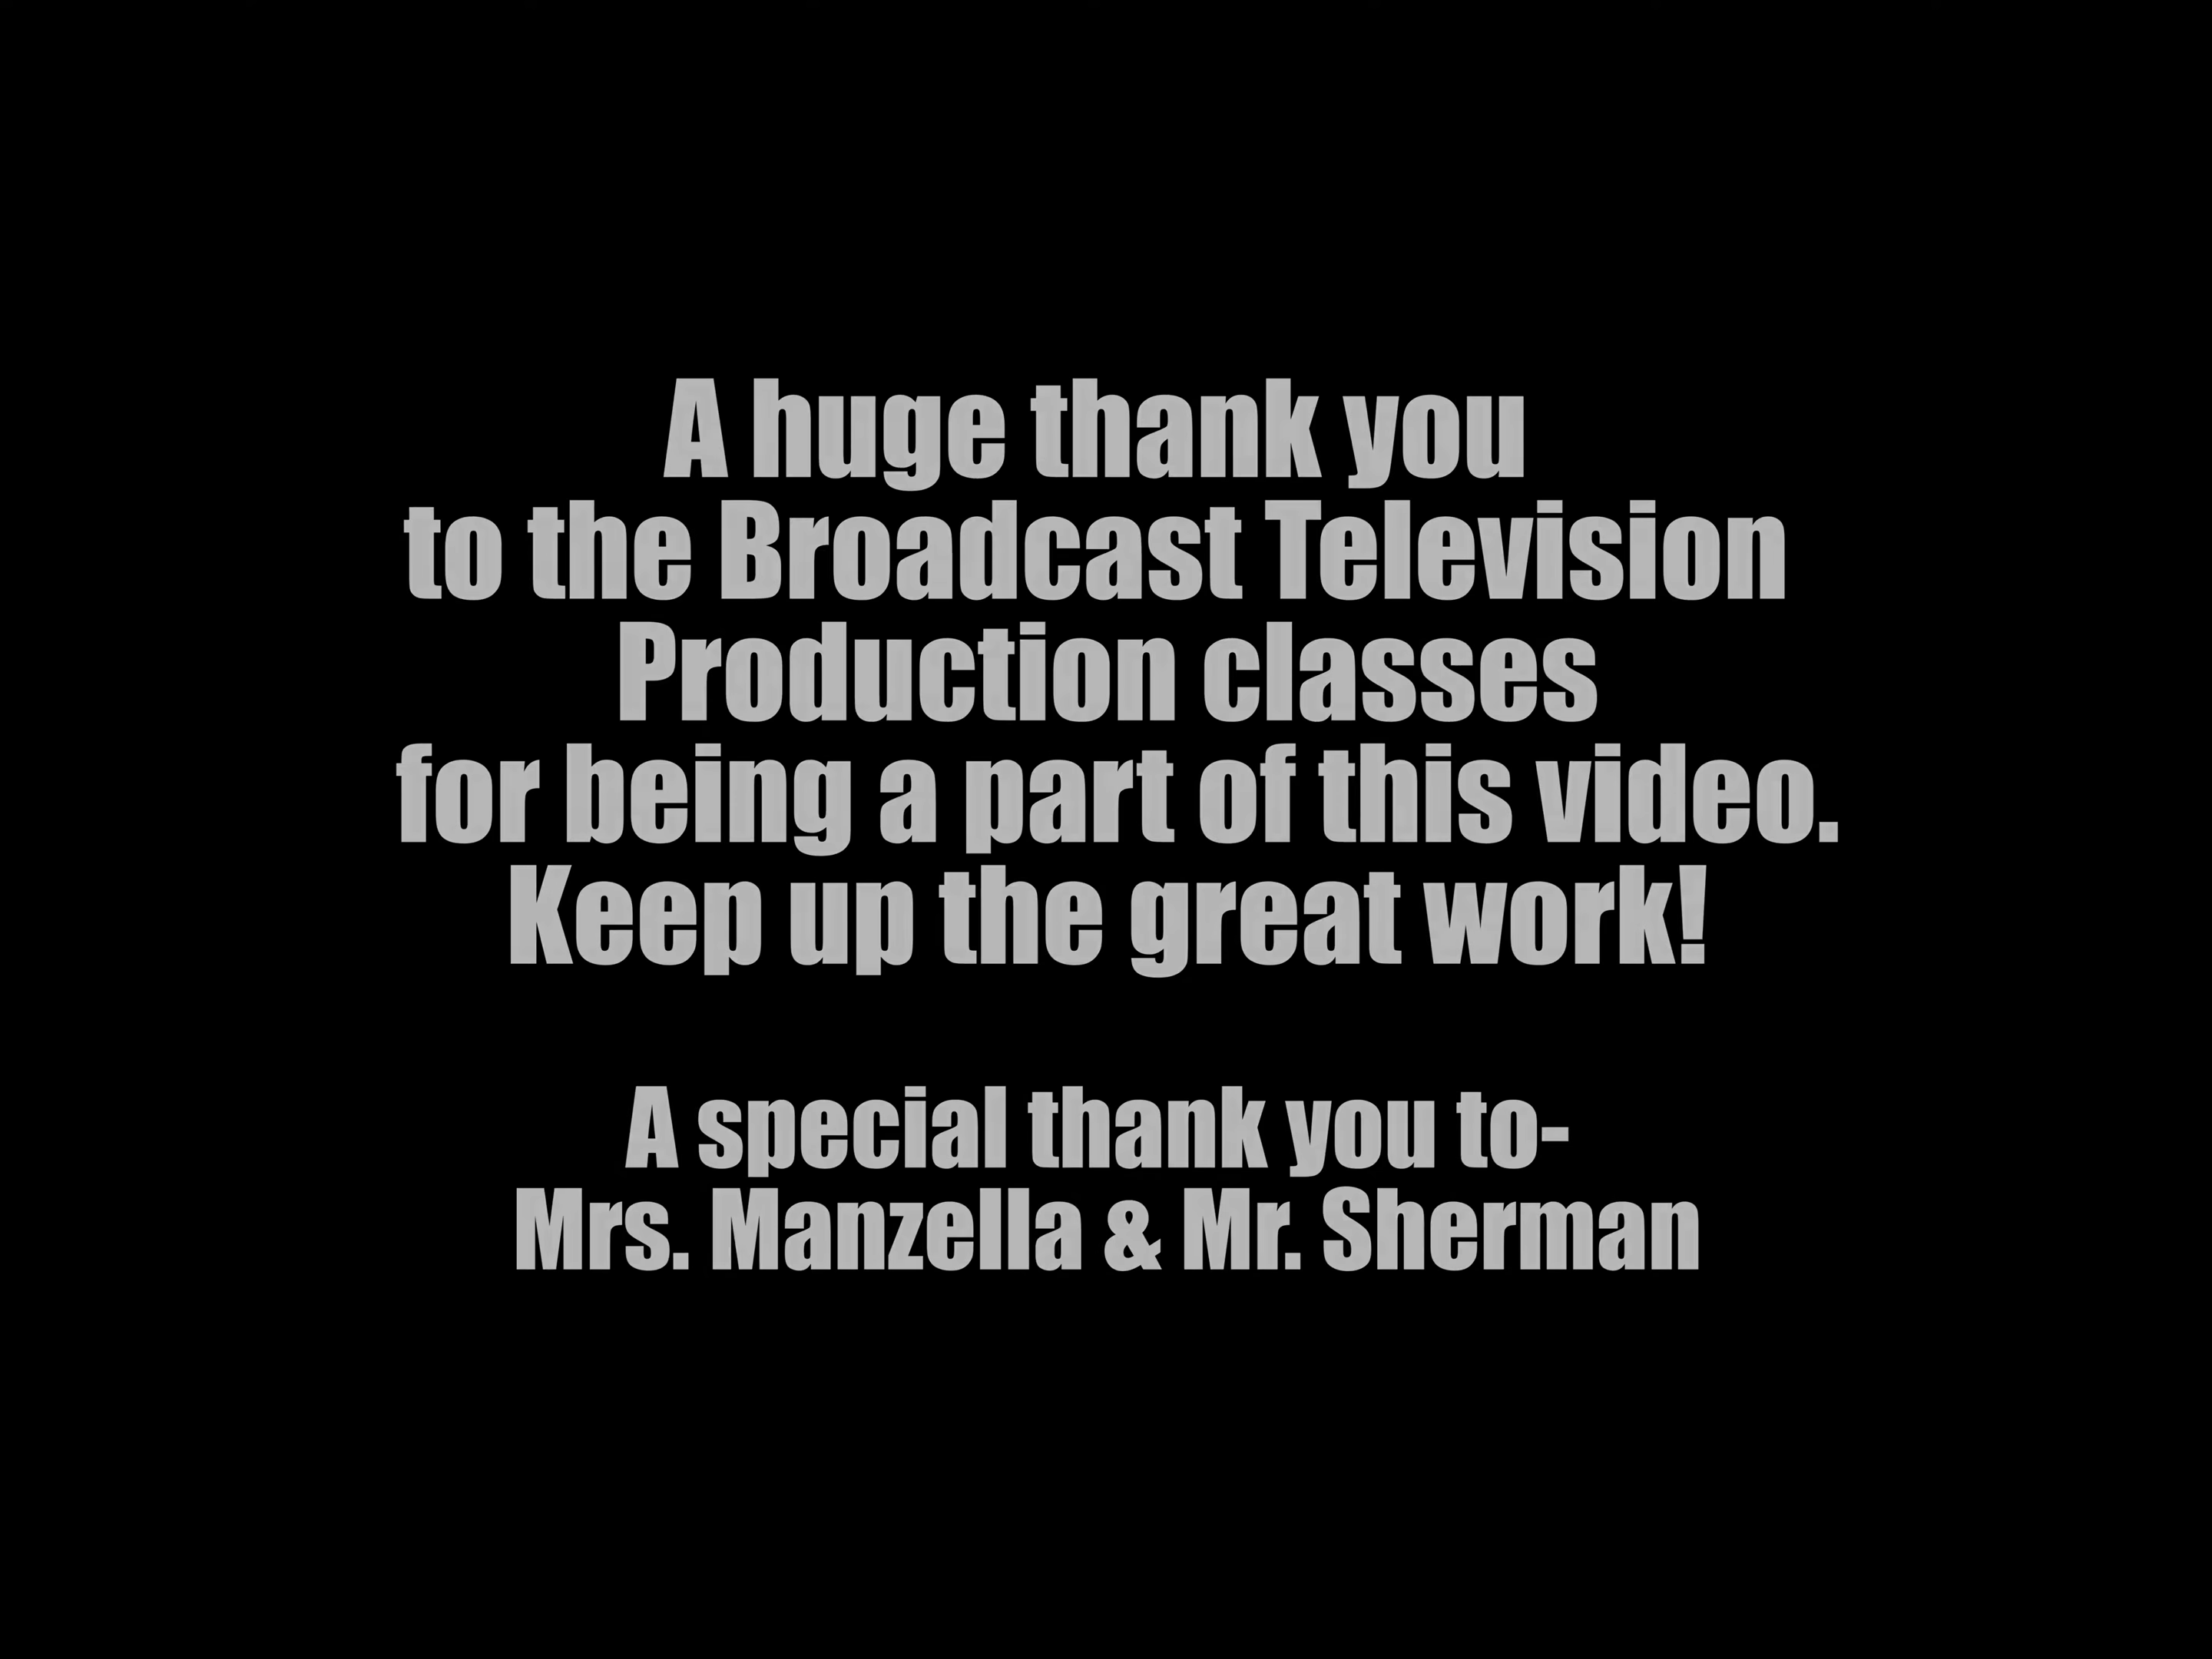 A huge thank you
to the Broadcast Television
Production classes
for being a part of this video.
Keep up the great work!
A special thank you to-
Mrs. Manzella & Mr. Sherman